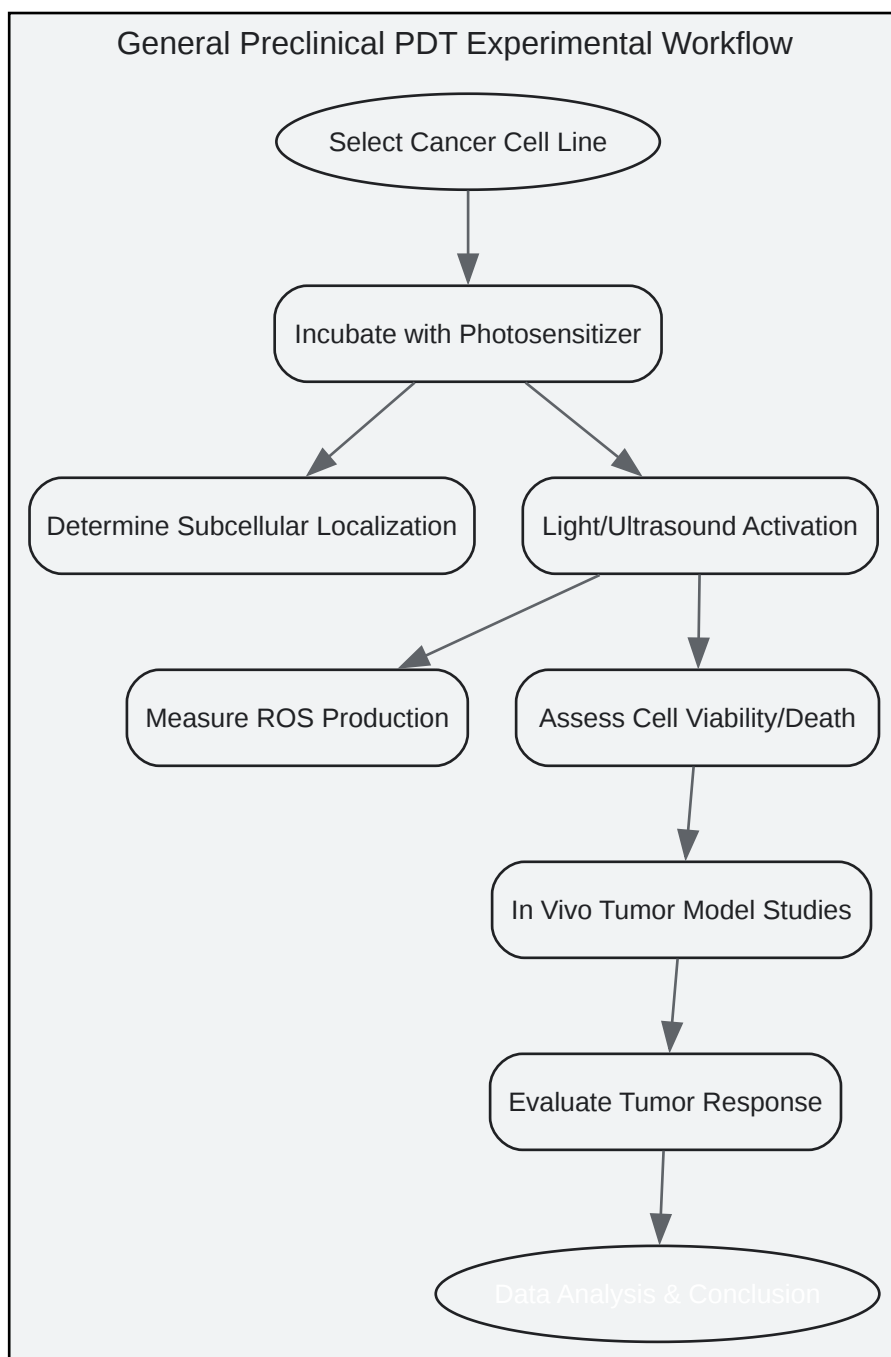 General Preclinical PDT Experimental Workflow
Select Cancer Cell Line
Incubate with Photosensitizer
Determine Subcellular Localization
Light/Ultrasound Activation
Measure ROS Production
Assess Cell Viability/Death
In Vivo Tumor Model Studies
Evaluate Tumor Response
Data Analysis & Conclusion